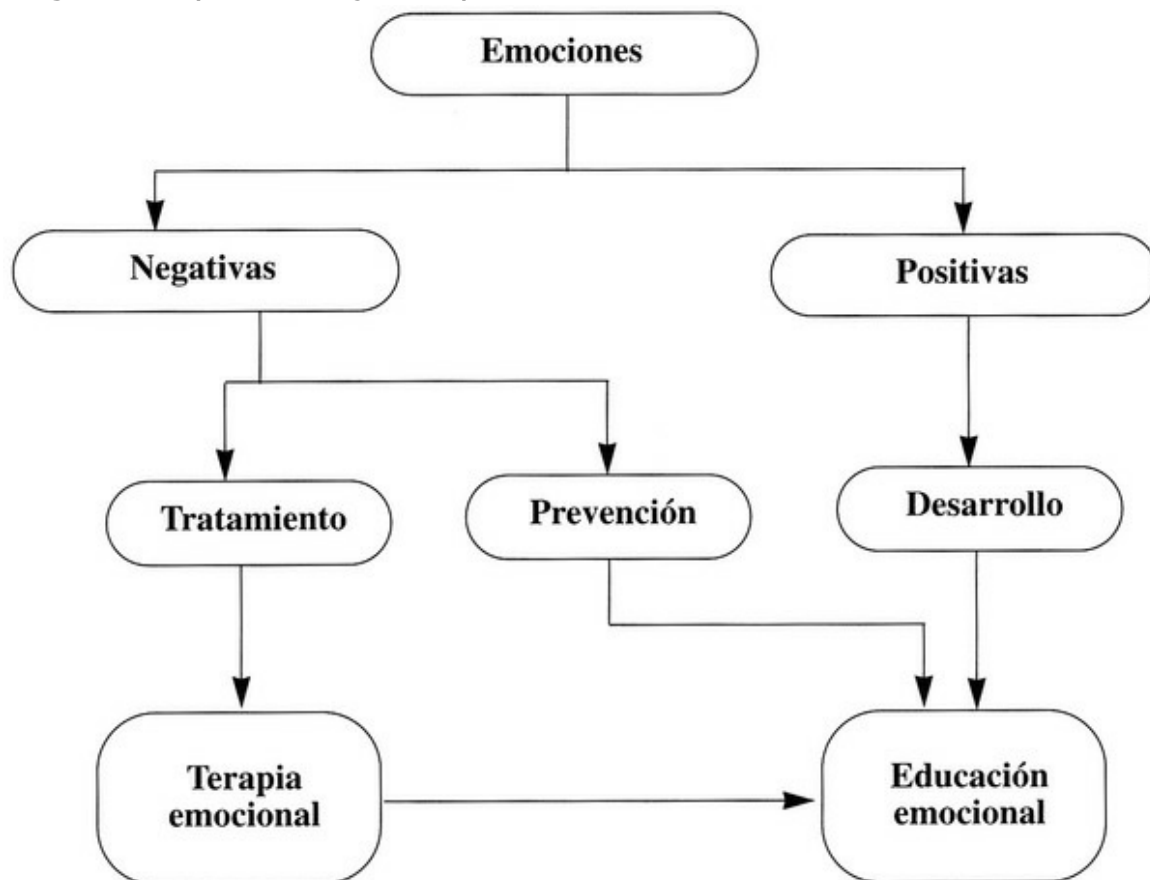 Emociones
Negativas
Positivas
Tratamiento
Prevención
Desarrollo
Terapia
emocional
Educación
emocional